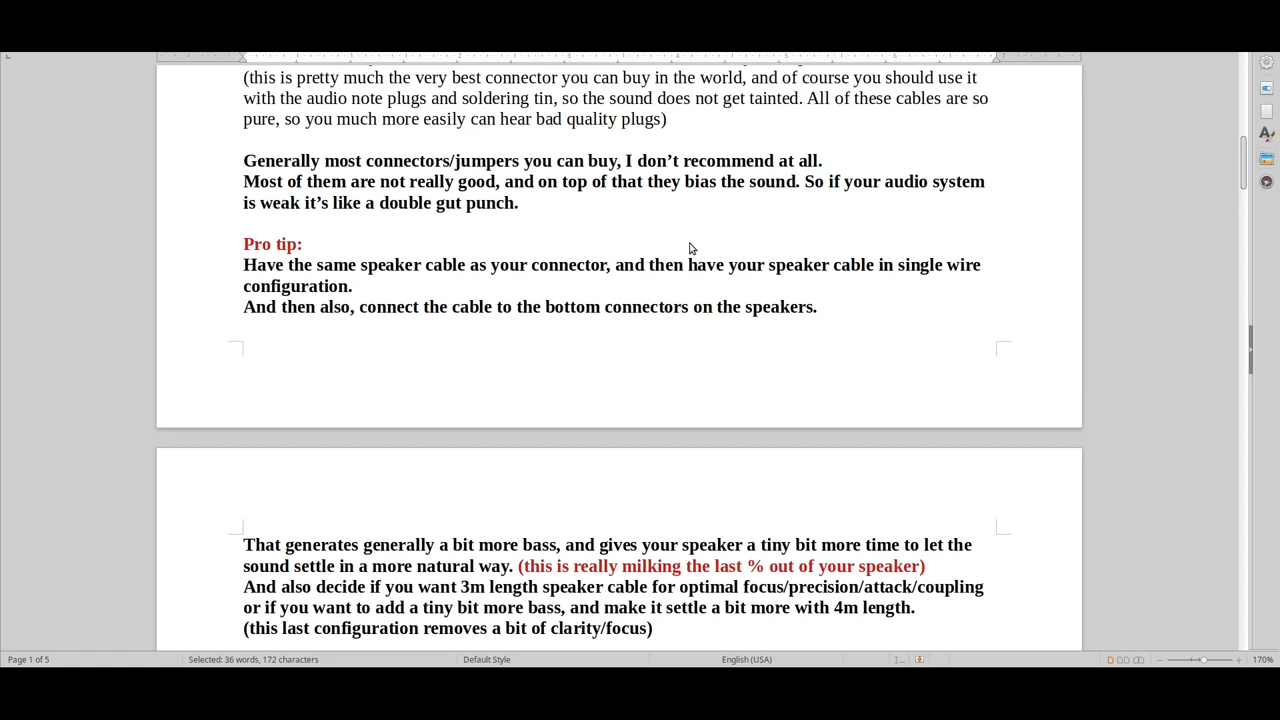 (this is pretty much the very best connector you can buy in the world, and of course you should use it
with the audio note plugs and soldering tin, so the sound does not get tainted. All of these cables are so
pure, so you much more easily can hear bad quality plugs)
Generally most connectors/jumpers you can buy, I don’t recommend at all.
Most of them are not really good, and on top of that they bias the sound. So if your audio system
is weak it’s like a double gut punch.
Pro tip:
Have the same speaker cable as your connector, and then have your speaker cable in single wire
configuration.
And then also, connect the cable to the bottom connectors on the speakers.
That generates generally a bit more bass, and gives your speaker a tiny bit more time to let the
sound settle in a more natural way. (this is really milking the last % out of your speaker)
And also decide if you want 3m length speaker cable for optimal focus/precision/attack/coupling
or if you want to add a tiny bit more bass, and make it settle a bit more with 4m length.
(this last configuration removes a bit of clarity/focus)
Page 1 of 5 Selected: 36 words, 172 characters Default Style English (USA) 170%